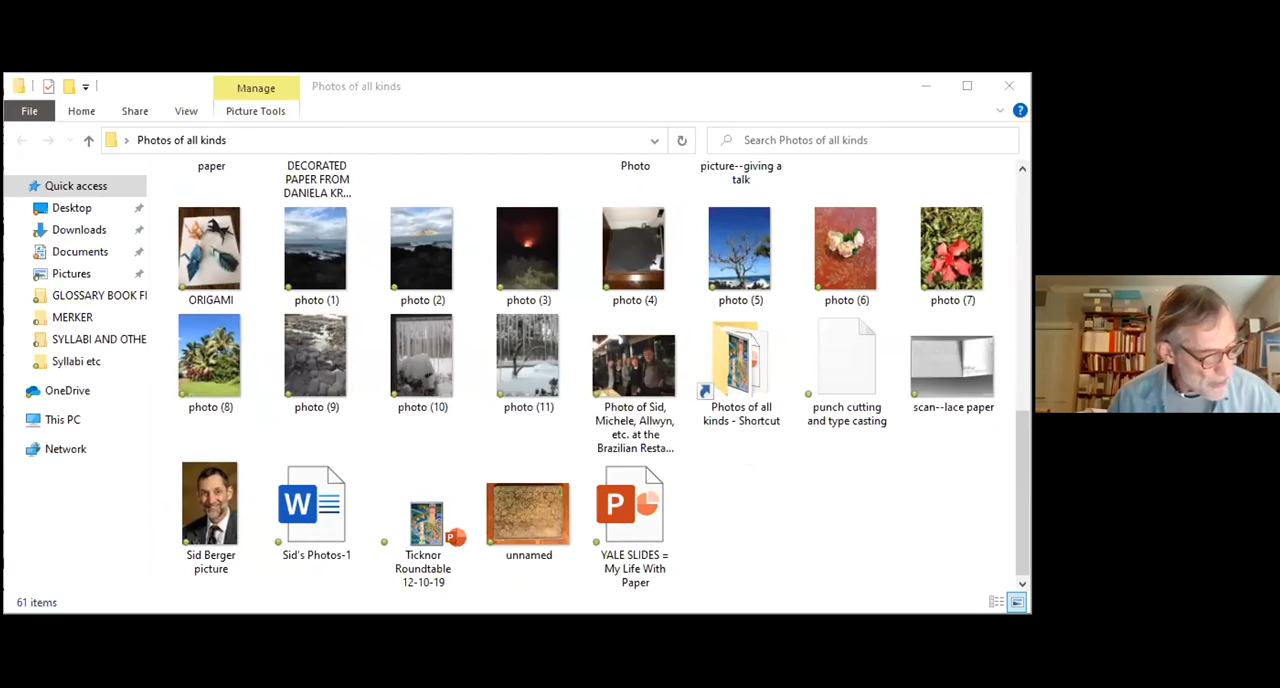 Manage
Photos of all kinds
File
Home
Share
View
Picture Tools
?
Photos of all kinds
Search Photos of all kinds
Quick access
Desktop
Downloads
Documents
Pictures
GLOSSARY BOOK FI
MERKER
SYLLABI AND OTHE
Syllabi etc
OneDrive
This PC
Network
paper
DECORATED
PAPER FROM
DANIELA KR...
Photo
picture--giving a
talk
ORIGAMI
photo (1)
photo (2)
photo (3)
photo (4)
photo (5)
photo (6)
photo (7)
photo (8)
photo (9)
photo (10)
photo (11)
Photo of Sid,
Michele, Allwyn,
etc. at the
Brazilian Resta...
Photos of all
kinds - Shortcut
punch cutting
and type casting
scan--lace paper
Sid Berger
picture
W
Sid's Photos-1
P
Ticknor
Roundtable
12-10-19
unnamed
P
YALE SLIDES =
My Life With
Paper
61 items